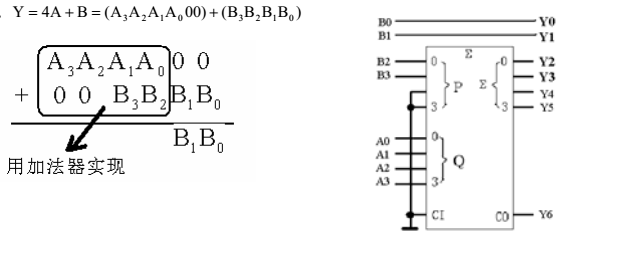 . Y = 4A + B = (A₃A₂A₁A₀00) + (B₃B₂B₁B₀)
A₃A₂A₁A₀ 0 0
+ 0 0 B₃B₂B₁B₀
B₁B₀
用加法器实现
B0 Y0
B1 Y1
Σ
B2 0 0 Y2
B3 Y3
P Σ Y4
3 3 Y5
A0 0
A1
A2 Q
A3 3
CI CO Y6